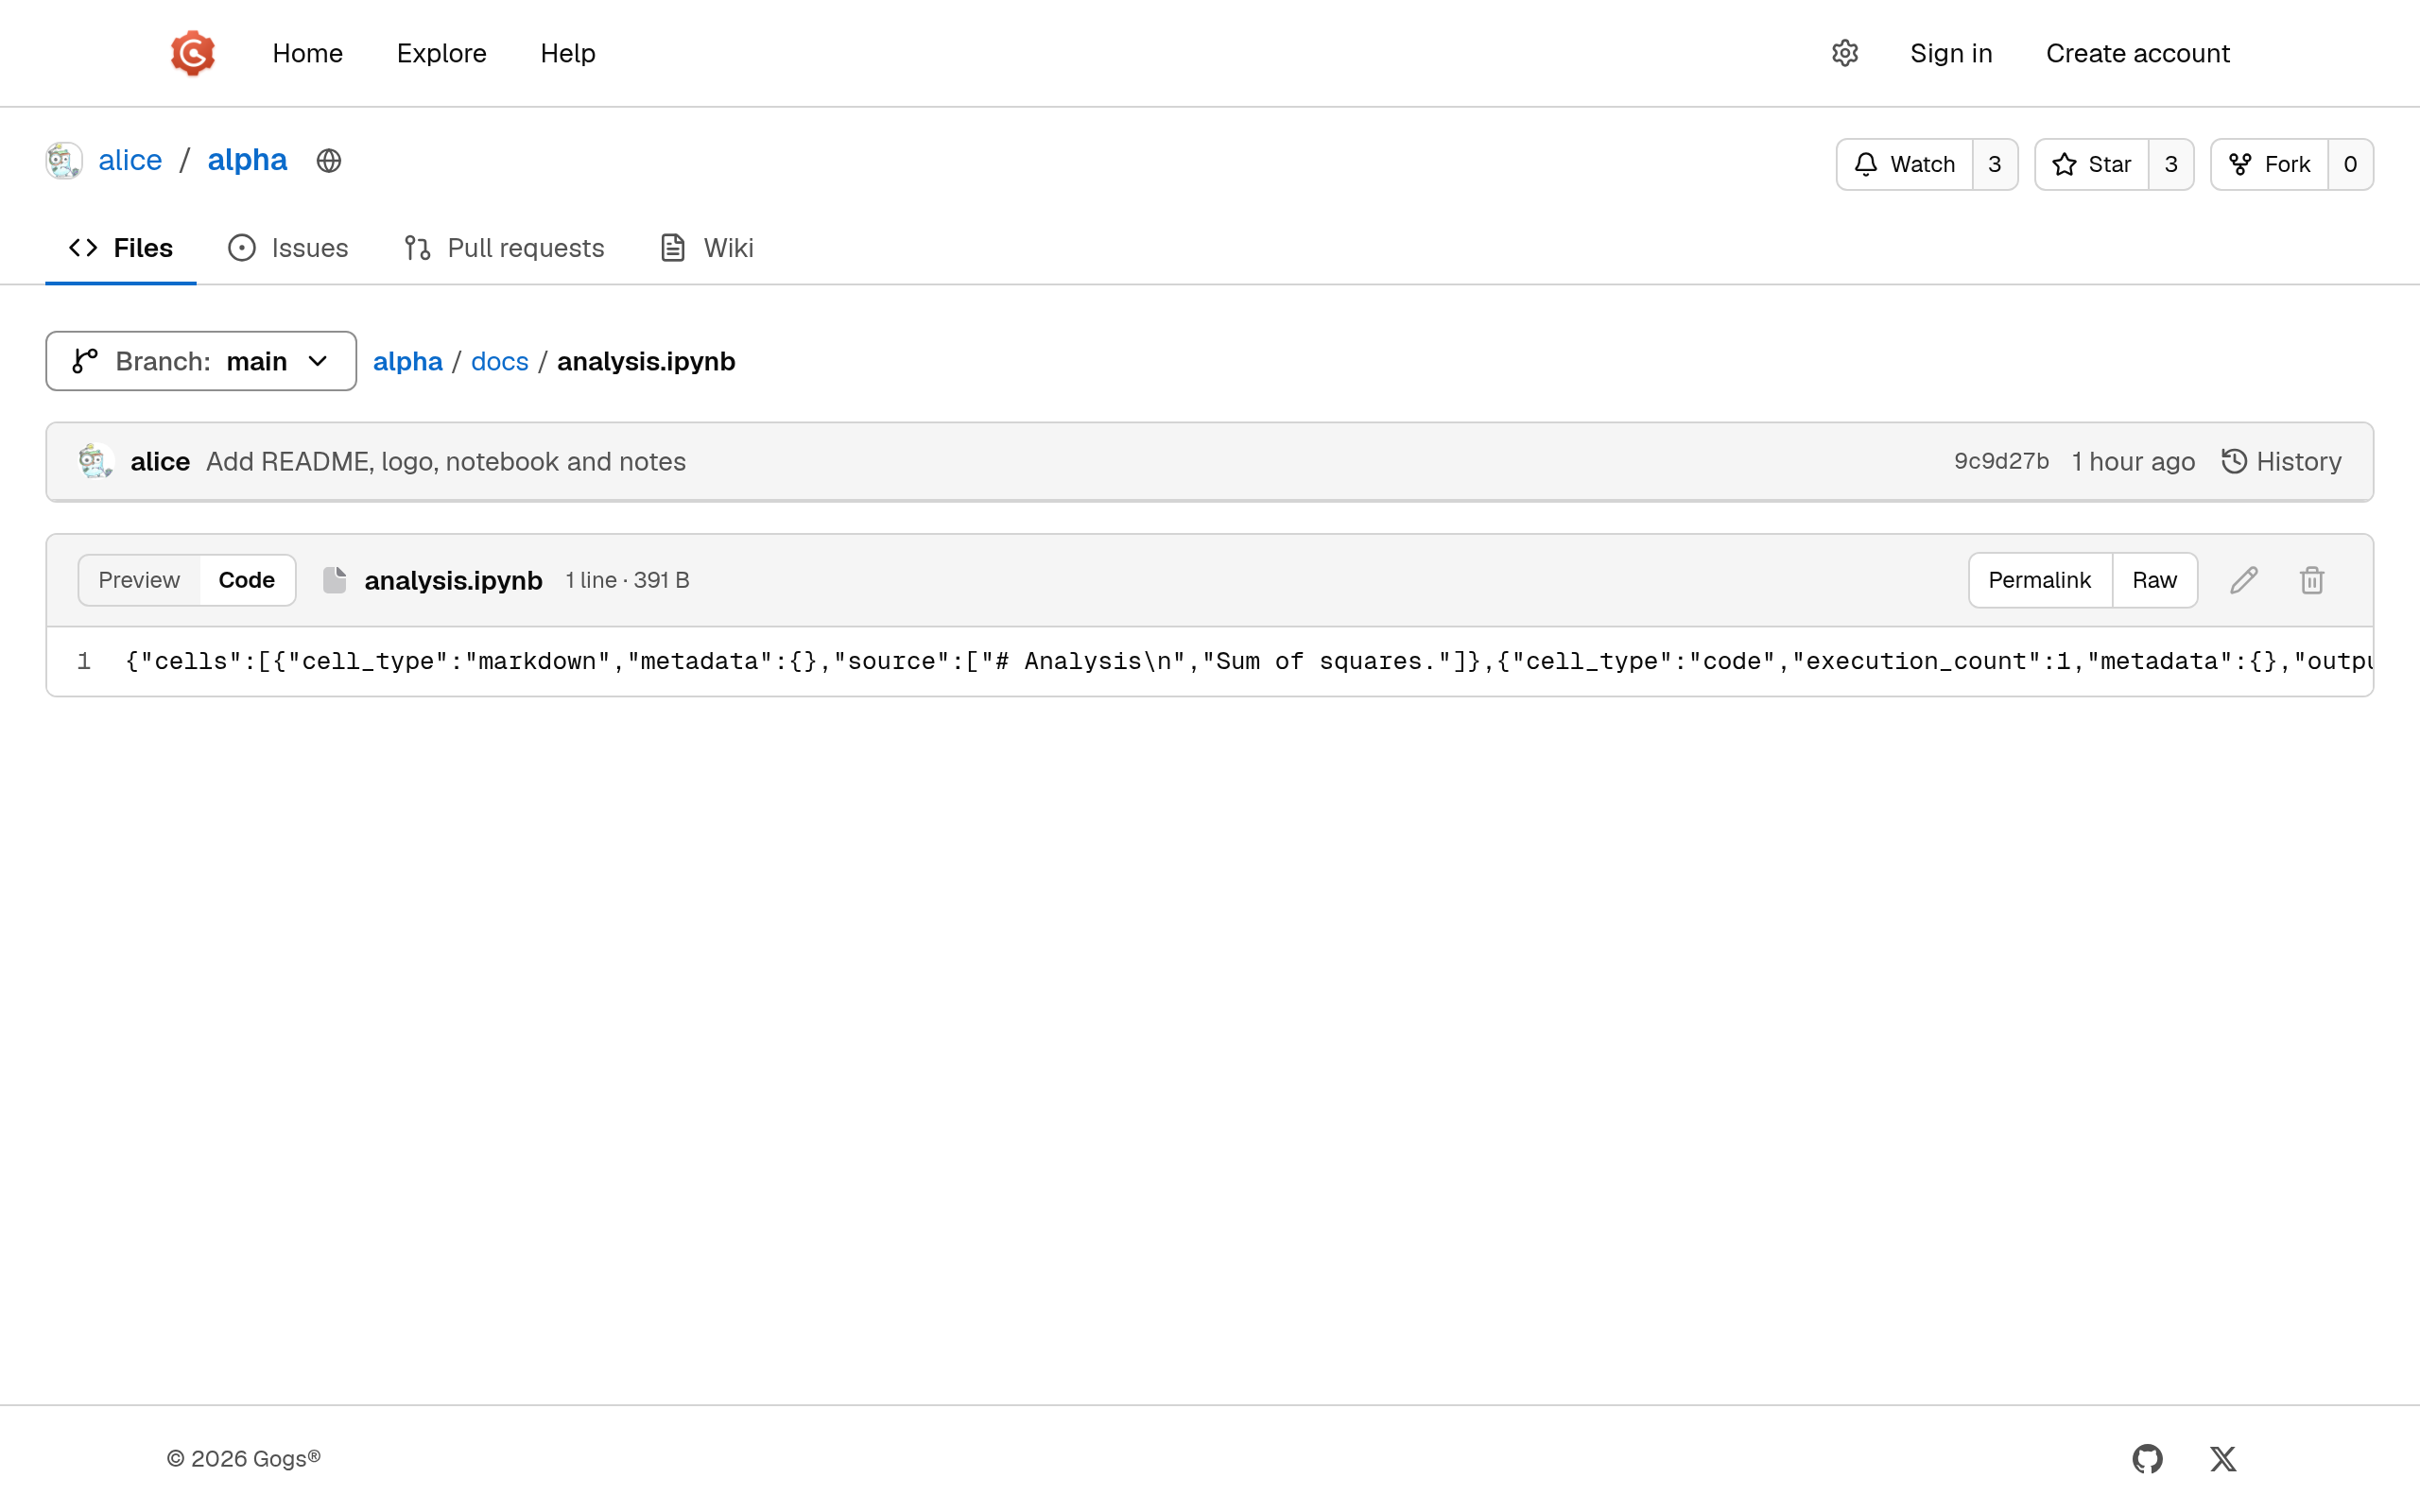 Home Explore Help Sign in Create account
alice / alpha Watch 3 Star 3 Fork 0
Files Issues Pull requests Wiki
Branch: main alpha / docs / analysis.ipynb
alice Add README, logo, notebook and notes 9c9d27b 1 hour ago History
Preview Code analysis.ipynb 1 line · 391 B Permalink Raw
1 {"cells":[{"cell_type":"markdown","metadata":{},"source":["# Analysis\n","Sum of squares."]},{"cell_type":"code","execution_count":1,"metadata":{},"outpu
© 2026 Gogs®